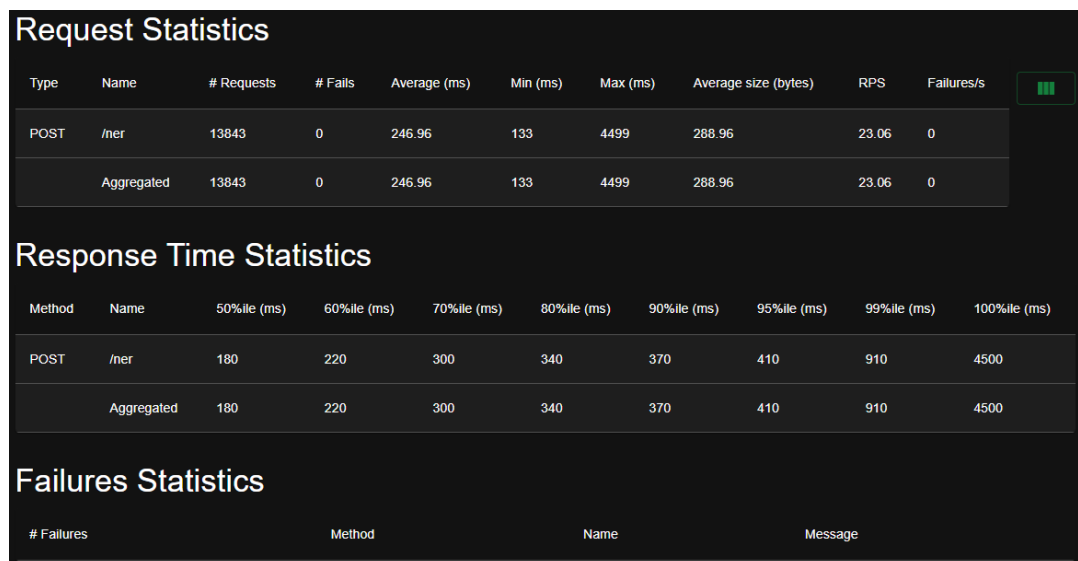 Request Statistics
Type Name # Requests # Fails Average (ms) Min (ms) Max (ms) Average size (bytes) RPS Failures/s
POST /ner 13843 0 246.96 133 4499 288.96 23.06 0
Aggregated 13843 0 246.96 133 4499 288.96 23.06 0
Response Time Statistics
Method Name 50%ile (ms) 60%ile (ms) 70%ile (ms) 80%ile (ms) 90%ile (ms) 95%ile (ms) 99%ile (ms) 100%ile (ms)
POST /ner 180 220 300 340 370 410 910 4500
Aggregated 180 220 300 340 370 410 910 4500
Failures Statistics
# Failures Method Name Message